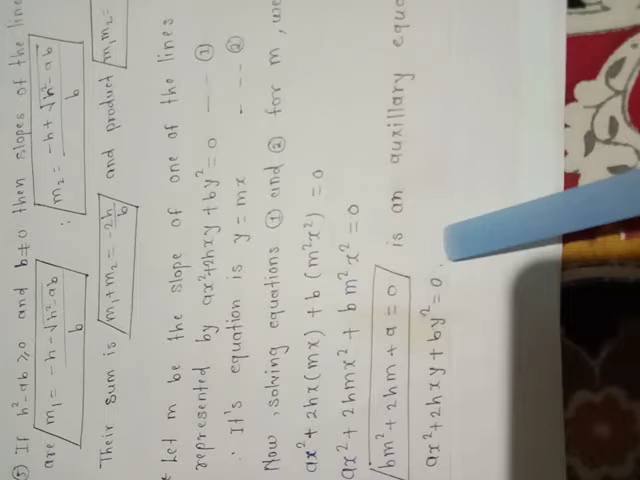 ⑤ If h²-ab ≥ 0 and b ≠ 0 then slopes of the line
are m₁ = (-h - √(h²-ab))/b ; m₂ = (-h + √(h²-ab))/b
Their sum is m₁+m₂ = -2h/b and product m₁m₂ =
* Let m be the slope of one of the lines
represented by ax²+2hxy+by²=0 --- ①
∴ It's equation is y = mx --- ②
Now, solving equations ① and ② for m, we
ax² + 2hx(mx) + b(m²x²) = 0
ax² + 2hmx² + bm²x² = 0
bm² + 2hm + a = 0 is an auxillary equa
ax² + 2hxy + by² = 0.